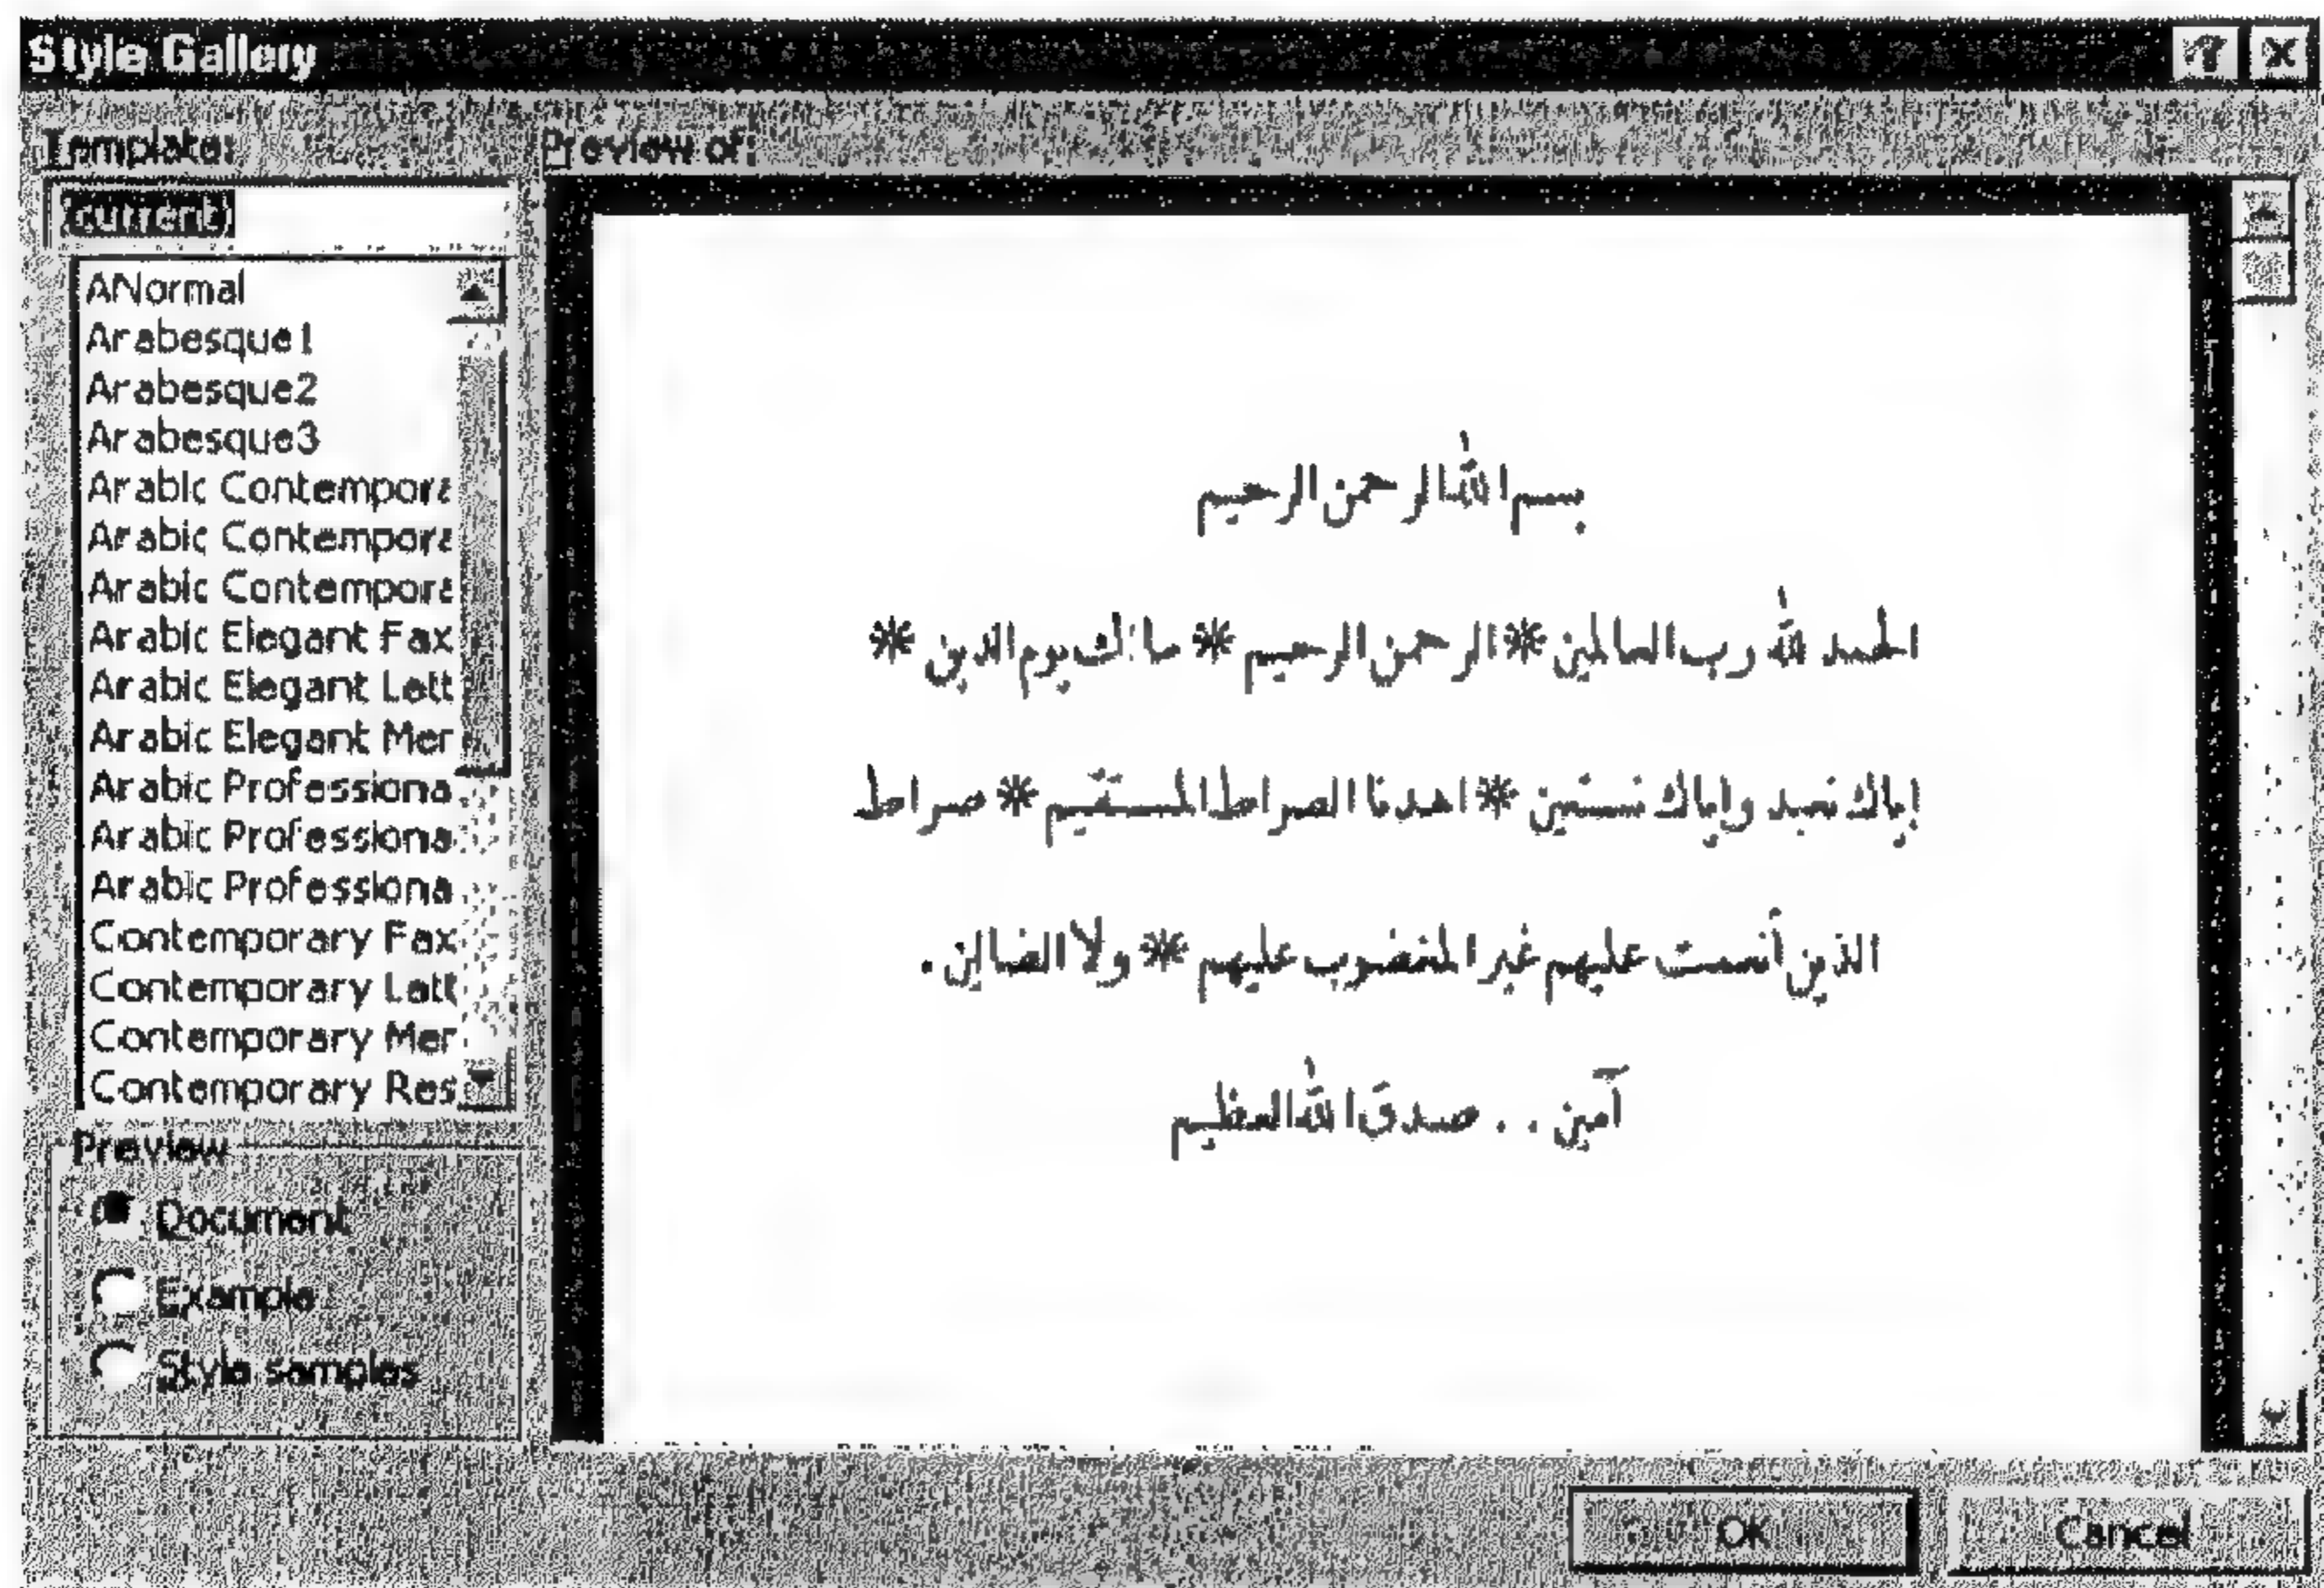 Style Gallery
Template:
Preview of:
(current)
ANormal
Arabesque1
Arabesque2
Arabesque3
Arabic Contempora
Arabic Contempora
Arabic Contempora
Arabic Elegant Fax
Arabic Elegant Lett
Arabic Elegant Mer
Arabic Professiona
Arabic Professiona
Arabic Professiona
Contemporary Fax
Contemporary Lett
Contemporary Mer
Contemporary Res
Preview
Document
Example
Style samples
بسم الله الرحمن الرحيم
الحمد لله رب العالمين * الرحمن الرحيم * مالك يوم الدين *
إياك نعبد وإياك نستعين * اهدنا الصراط المستقيم * صراط
الذين أنعمت عليهم غير المغضوب عليهم * ولا الضالين .
آمين . . صدق الله العظيم
OK
Cancel